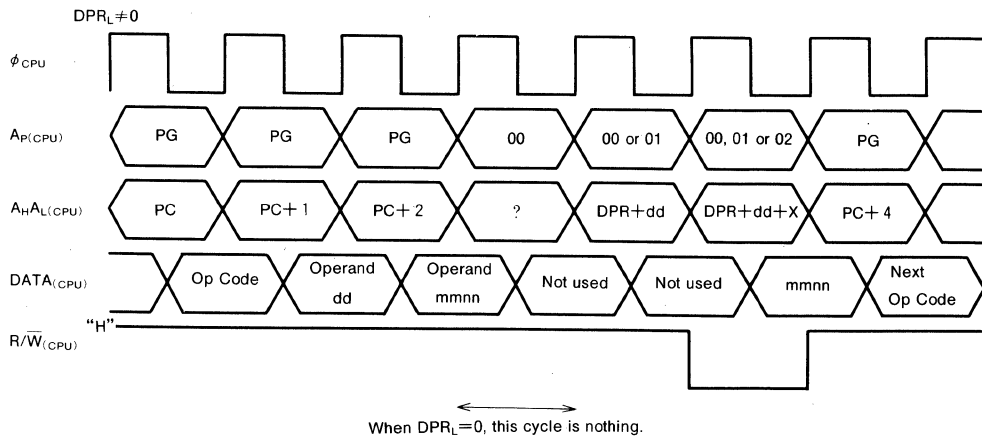 DPRL≠0
φCPU
AP(CPU) PG PG PG 00 00 or 01 00, 01 or 02 PG
AHAL(CPU) PC PC+1 PC+2 ? DPR+dd DPR+dd+X PC+4
DATA(CPU) Op Code Operand dd Operand mmnn Not used Not used mmnn Next Op Code
"H"
R/W̅(CPU)
When DPRL=0, this cycle is nothing.